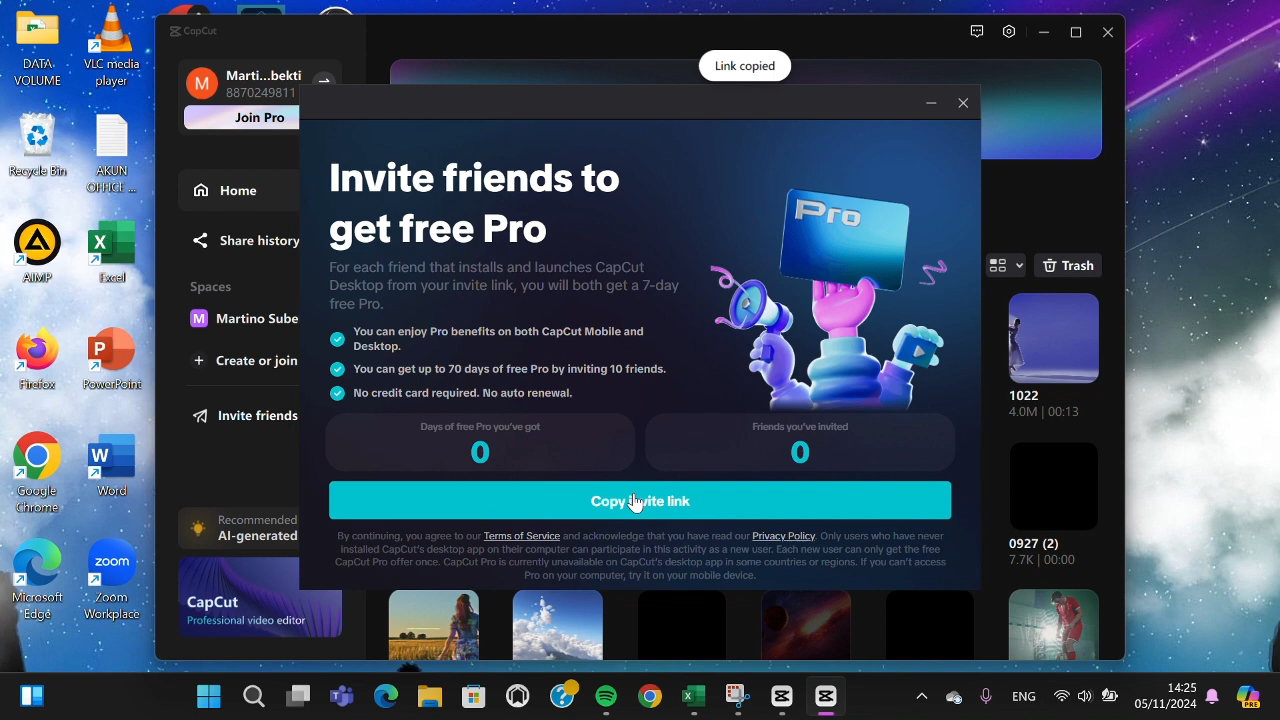 DATA
VOLUME
VLC media
player
Recycle Bin
AKUN
OFFICE ...
AIMP
Excel
Firefox
PowerPoint
Google
Chrome
Word
Microsoft
Edge
zoom
Zoom
Workplace
CapCut
M
Marti...bekti
8870249811
Join Pro
Home
Share history
Spaces
M
Martino Sube
Create or join
Invite friends
Recommended
AI-generated
CapCut
Professional video editor
Link copied
Invite friends to
get free Pro
For each friend that installs and launches CapCut
Desktop from your invite link, you will both get a 7-day
free Pro.
You can enjoy Pro benefits on both CapCut Mobile and
Desktop.
You can get up to 70 days of free Pro by inviting 10 friends.
No credit card required. No auto renewal.
Pro
Days of free Pro you've got
0
Friends you've invited
0
Copy invite link
By continuing, you agree to our Terms of Service and acknowledge that you have read our Privacy Policy. Only users who have never
installed CapCut's desktop app on their computer can participate in this activity as a new user. Each new user can only get the free
CapCut Pro offer once. CapCut Pro is currently unavailable on CapCut's desktop app in some countries or regions. If you can't access
Pro on your computer, try it on your mobile device.
Trash
1022
4.0M | 00:13
0927 (2)
7.7K | 00:00
ENG
14:25
05/11/2024
PRE